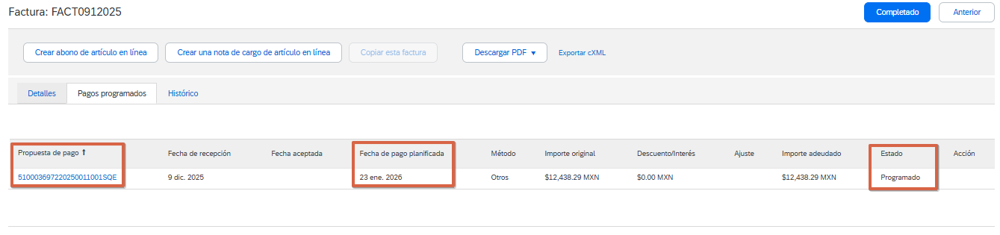 Factura: FACT0912025
Completado
Anterior
Crear abono de artículo en línea
Crear una nota de cargo de artículo en línea
Copiar esta factura
Descargar PDF ▼
Exportar cXML
Detalles
Pagos programados
Histórico
Propuesta de pago ↑ Fecha de recepción Fecha aceptada Fecha de pago planificada Método Importe original Descuento/Interés Ajuste Importe adeudado Estado Acción
510003697220250011001SQE 9 dic. 2025 23 ene. 2026 Otros $12,438.29 MXN $0.00 MXN $12,438.29 MXN Programado